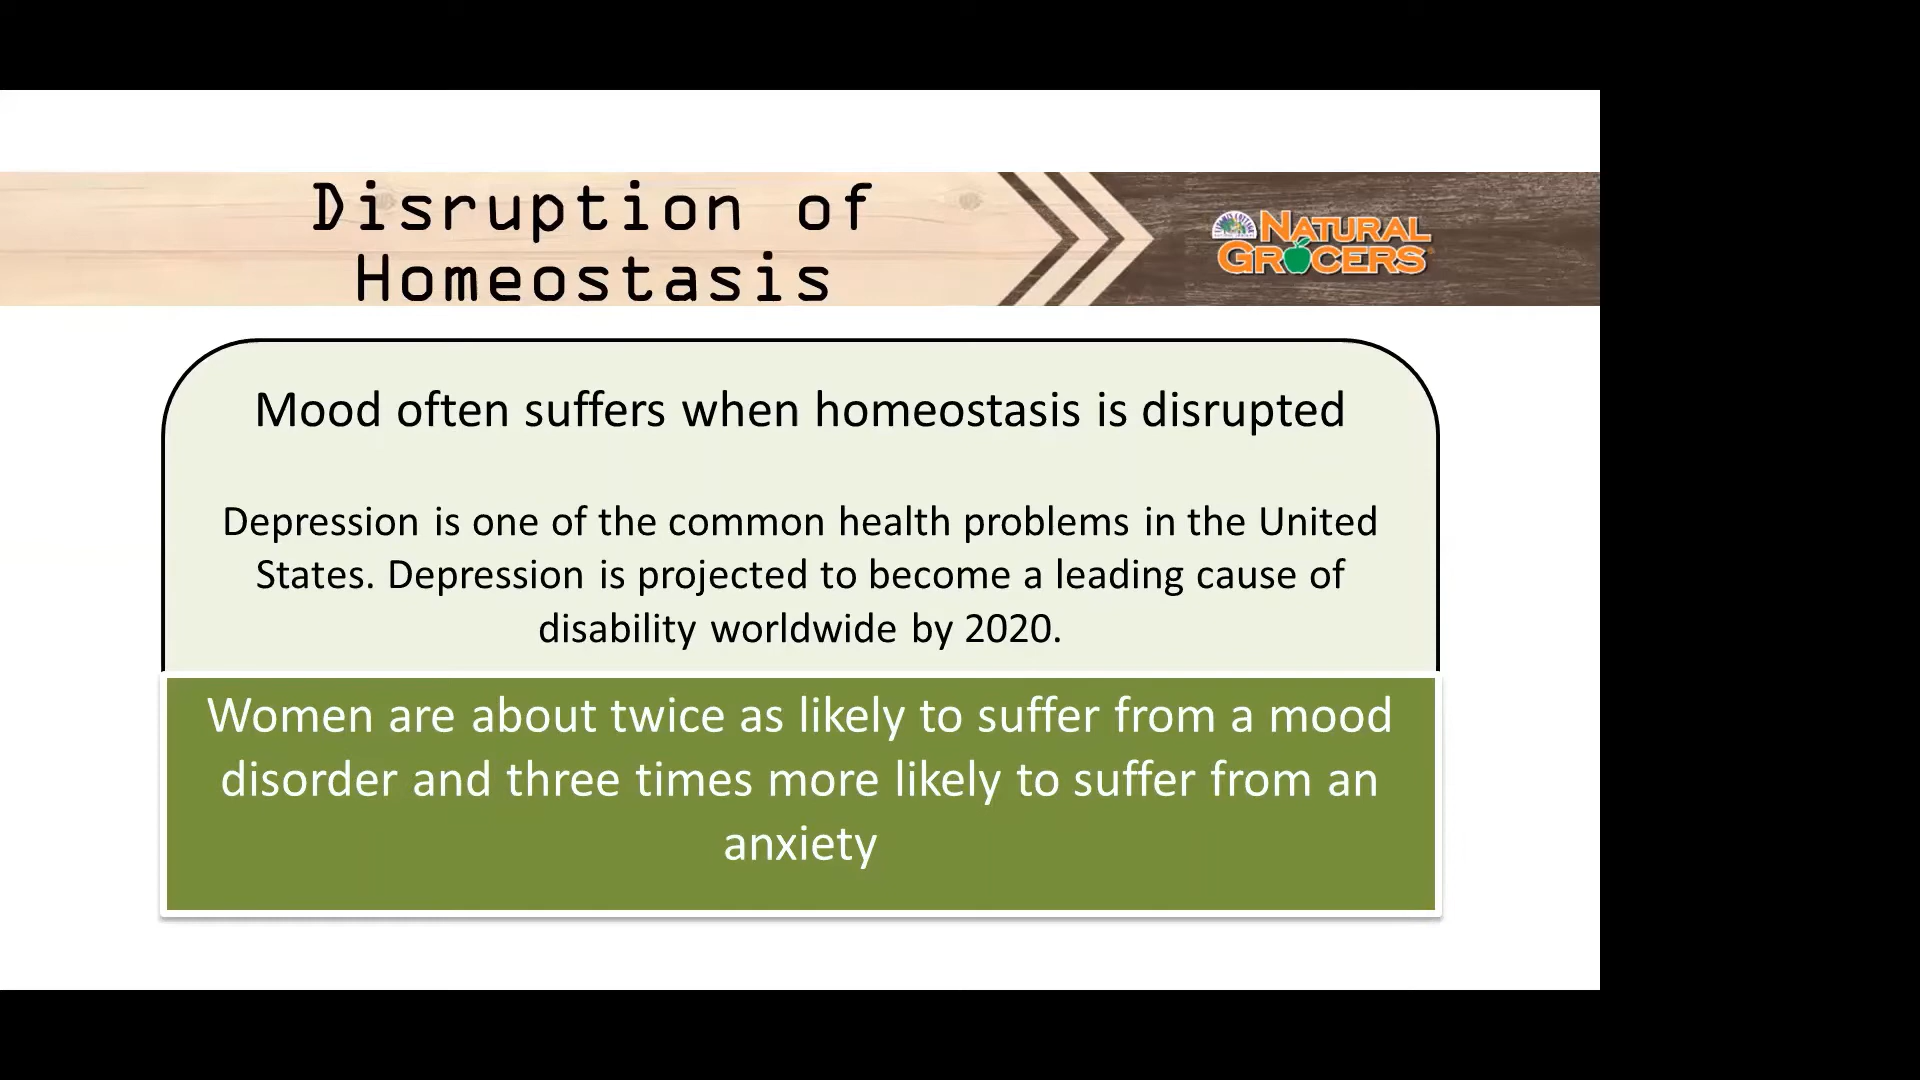 Disruption of
Homeostasis
NATURAL
GROCERS
Mood often suffers when homeostasis is disrupted
Depression is one of the common health problems in the United
States. Depression is projected to become a leading cause of
disability worldwide by 2020.
Women are about twice as likely to suffer from a mood
disorder and three times more likely to suffer from an
anxiety